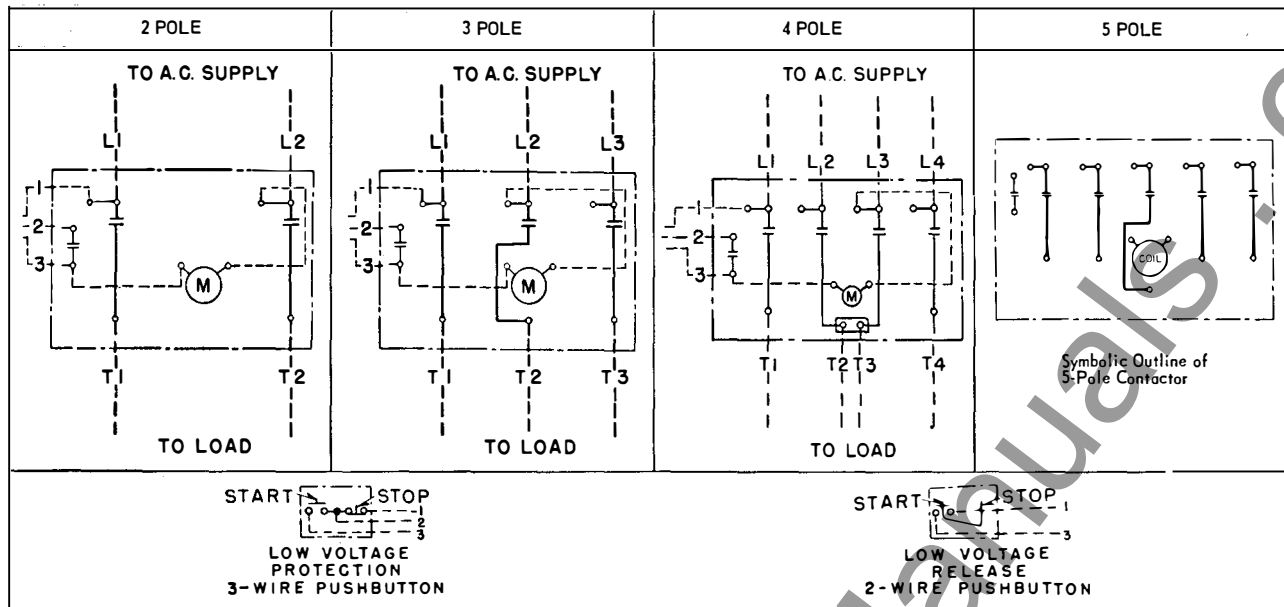 2 POLE
3 POLE
4 POLE
5 POLE
TO A.C. SUPPLY
L1 L2
1
2
3
M
T1 T2
TO LOAD
TO A.C. SUPPLY
L1 L2 L3
1
2
3
M
T1 T2 T3
TO LOAD
TO A.C. SUPPLY
L1 L2 L3 L4
1
2
3
M
T1 T2 T3 T4
TO LOAD
COIL
Symbolic Outline of
5-Pole Contactor
START STOP
1
2
3
LOW VOLTAGE
PROTECTION
3-WIRE PUSHBUTTON
START STOP
1
3
LOW VOLTAGE
RELEASE
2-WIRE PUSHBUTTON